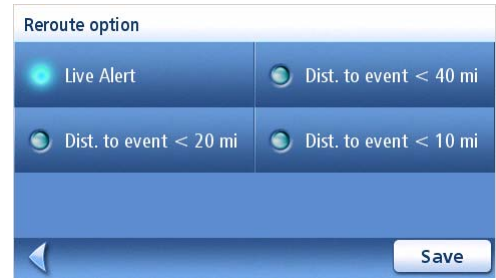 Reroute option
Live Alert
Dist. to event < 40 mi
Dist. to event < 20 mi
Dist. to event < 10 mi
Save